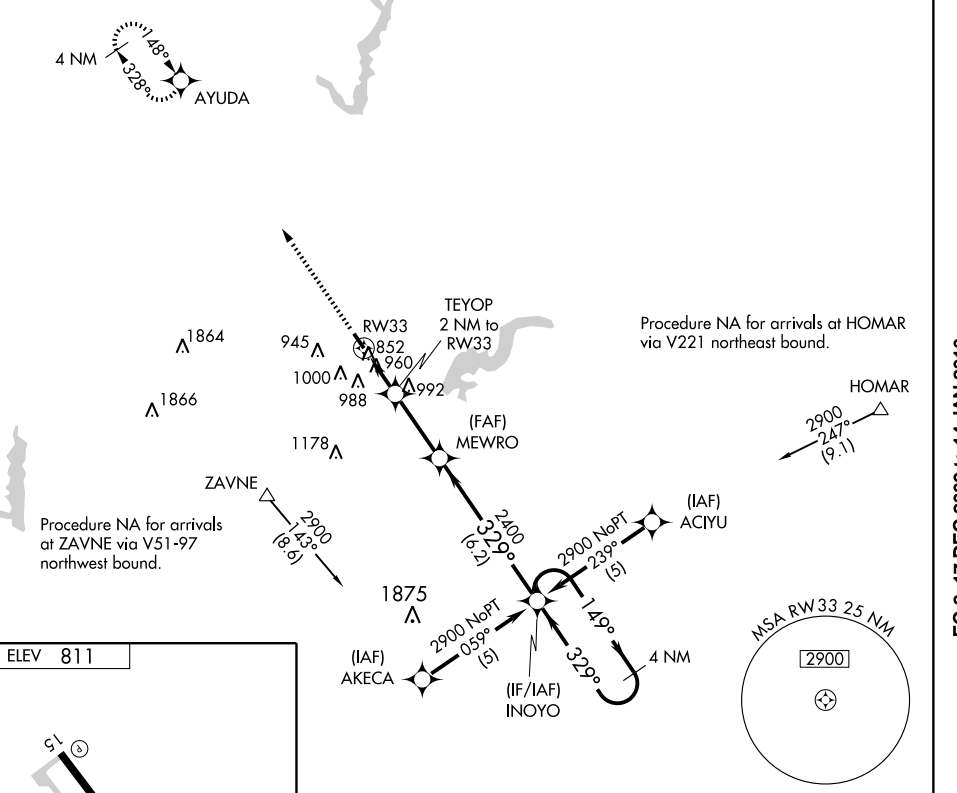 4 NM
148°
328°
AYUDA
TEYOP
2 NM to
RW33
RW33
1864
945
852
960
1000
988
992
1866
1178
Procedure NA for arrivals at HOMAR
via V221 northeast bound.
HOMAR
2900
247°
(9.1)
(FAF)
MEWRO
ZAVNE
2900
143°
(8.6)
Procedure NA for arrivals
at ZAVNE via V51-97
northwest bound.
2400
329°
(6.2)
(IAF)
ACIYU
2900 NoPT
239°
(5)
1875
2900 NoPT
059°
(5)
(IAF)
AKECA
149°
329°
4 NM
(IF/IAF)
INOYO
MSA RW33 25 NM
2900
ELEV 811
15
P